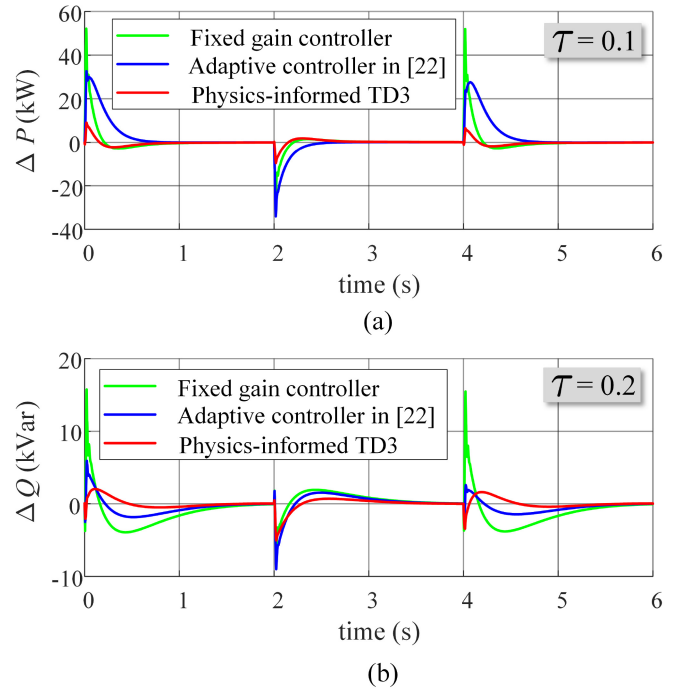 60
40
20
0
-20
-40
Δ P (kW)
Fixed gain controller
Adaptive controller in [22]
Physics-informed TD3
τ = 0.1
0 1 2 3 4 5 6
time (s)
(a)
20
10
0
-10
Δ Q (kVar)
Fixed gain controller
Adaptive controller in [22]
Physics-informed TD3
τ = 0.2
0 1 2 3 4 5 6
time (s)
(b)